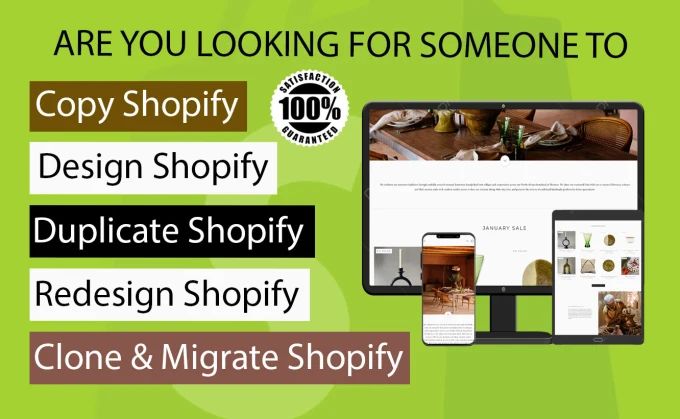 ARE YOU LOOKING FOR SOMEONE TO
Copy Shopify
SATISFACTION
100%
GUARANTEED
Design Shopify
Duplicate Shopify
Redesign Shopify
Clone & Migrate Shopify
JANUARY SALE